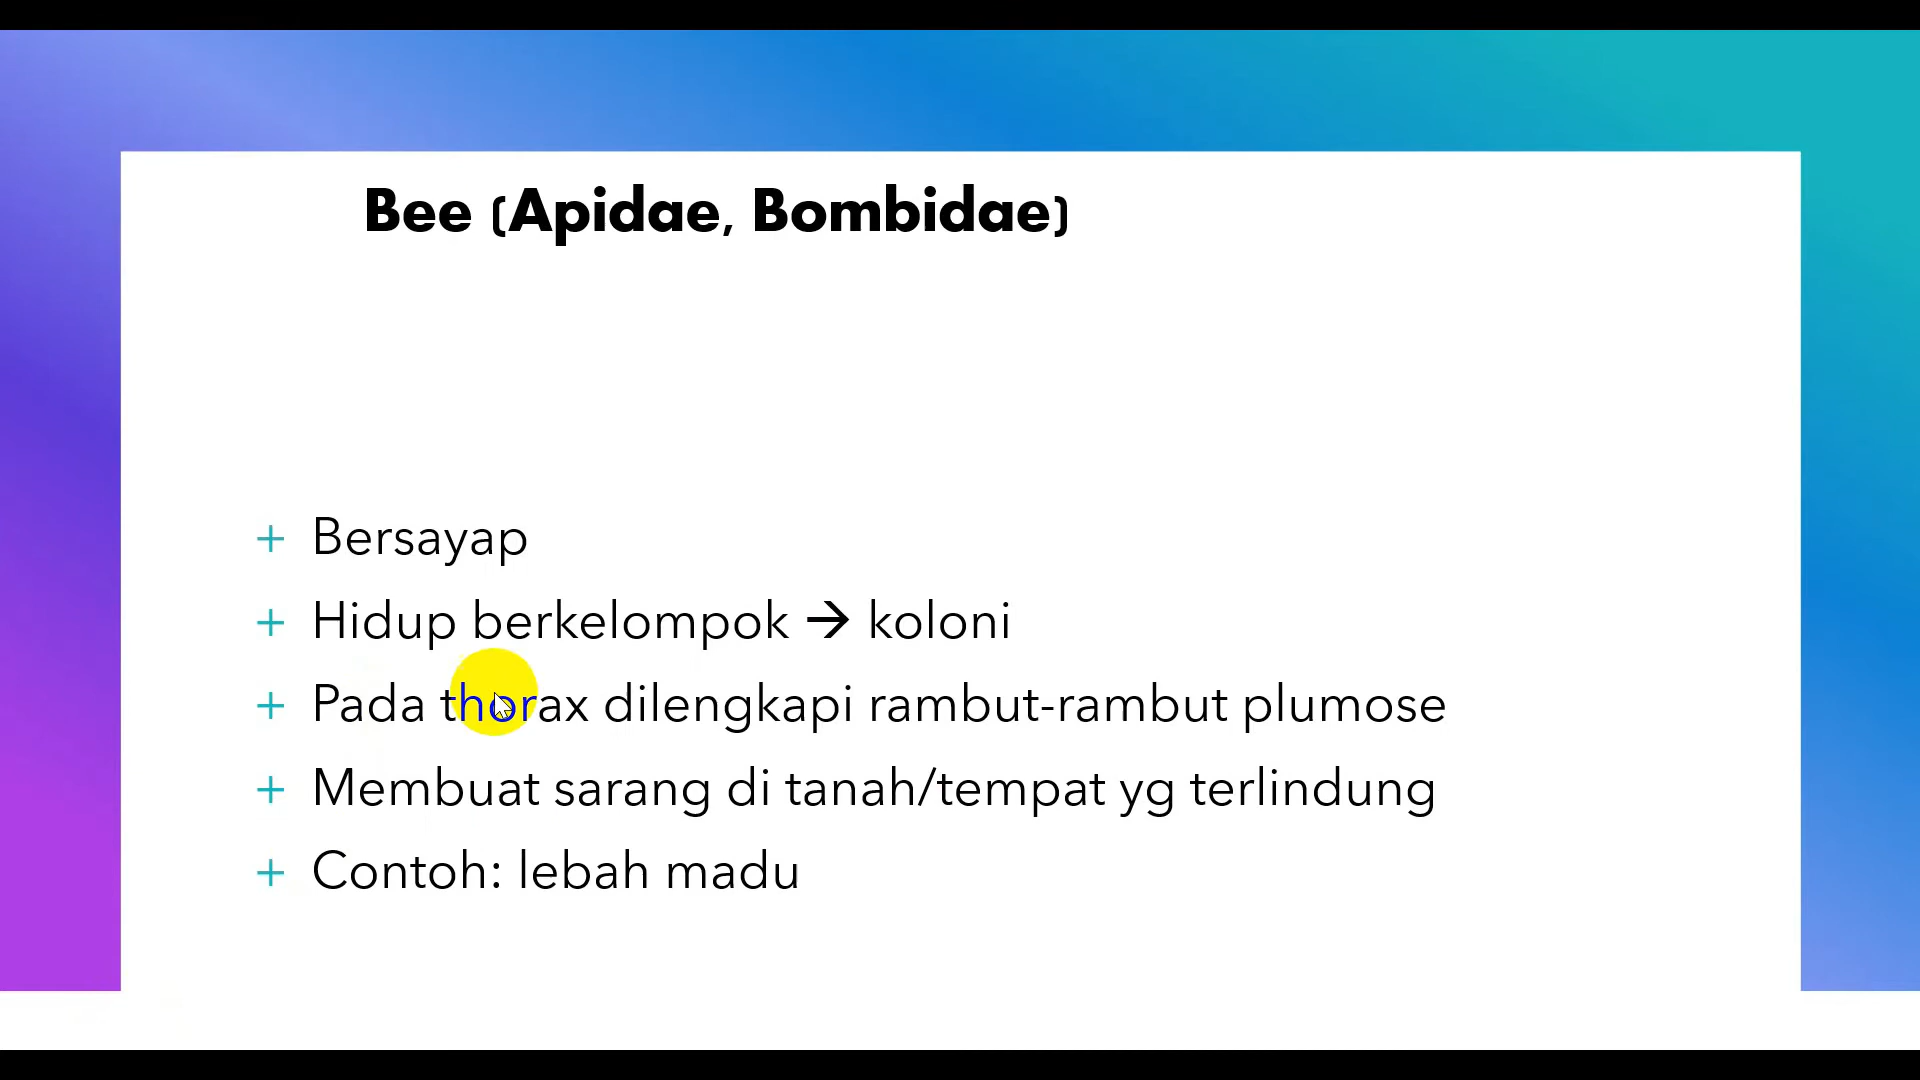 Bee (Apidae, Bombidae)
+ Bersayap
+ Hidup berkelompok → koloni
+ Pada thorax dilengkapi rambut-rambut plumose
+ Membuat sarang di tanah/tempat yg terlindung
+ Contoh: lebah madu